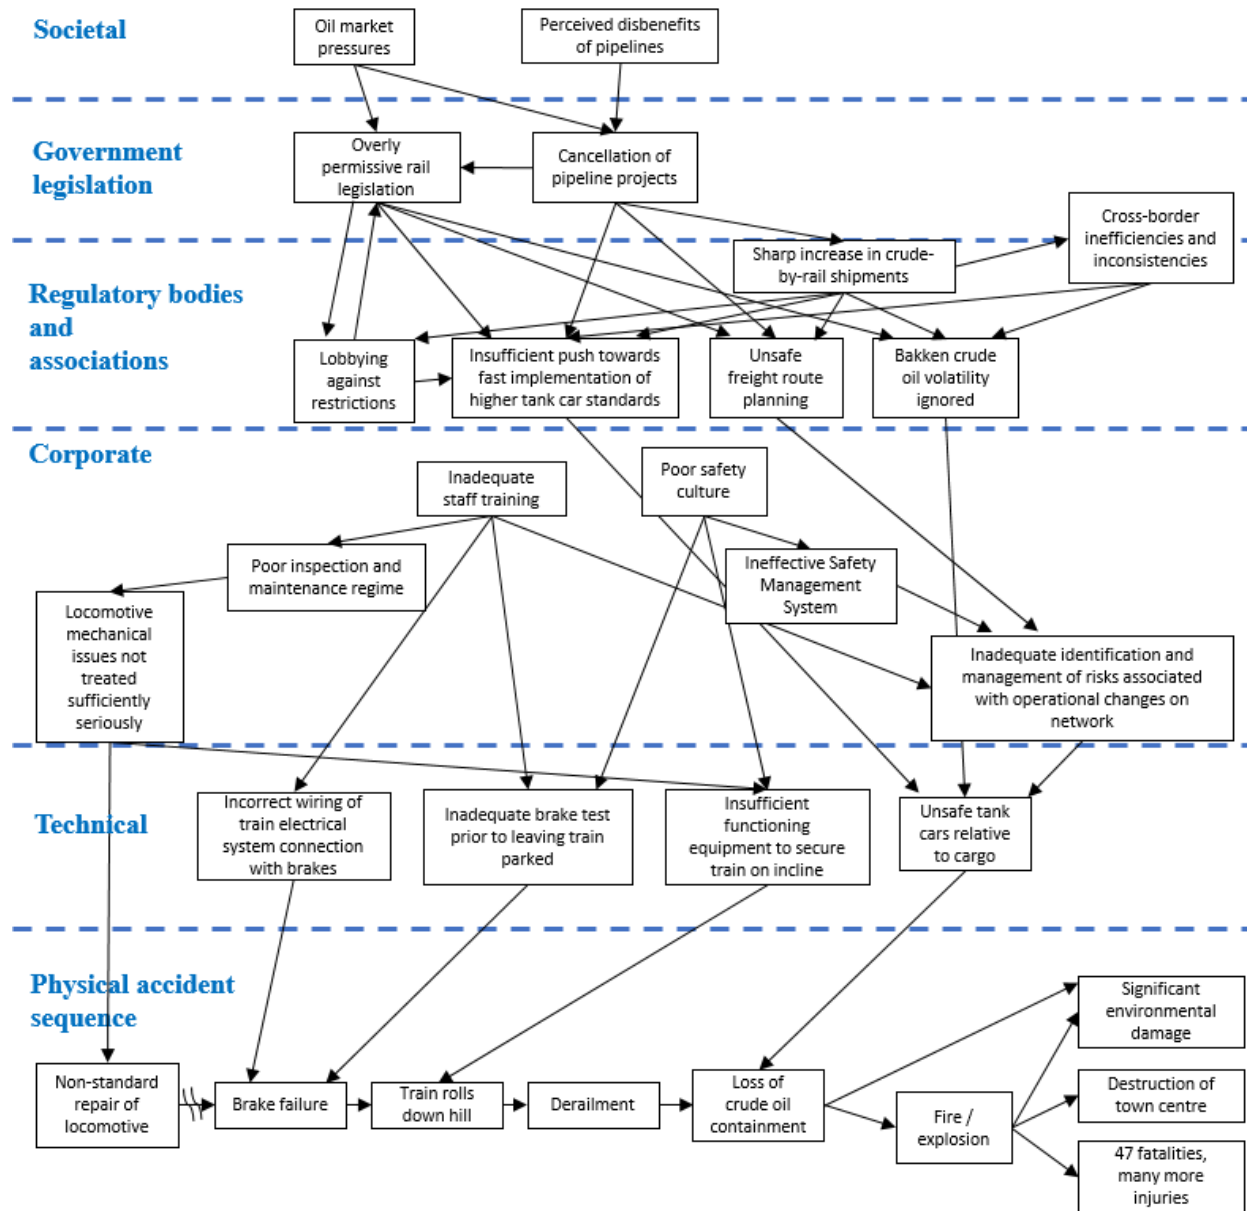 Societal
Oil market
pressures
Perceived disbenefits
of pipelines
Government
legislation
Overly
permissive rail
legislation
Cancellation of
pipeline projects
Cross-border
inefficiencies and
inconsistencies
Regulatory bodies
and
associations
Sharp increase in crude-
by-rail shipments
Lobbying
against
restrictions
Insufficient push towards
fast implementation of
higher tank car standards
Unsafe
freight route
planning
Bakken crude
oil volatility
ignored
Corporate
Inadequate
staff training
Poor safety
culture
Poor inspection and
maintenance regime
Ineffective Safety
Management
System
Locomotive
mechanical
issues not
treated
sufficiently
seriously
Inadequate identification and
management of risks associated
with operational changes on
network
Technical
Incorrect wiring of
train electrical
system connection
with brakes
Inadequate brake test
prior to leaving train
parked
Insufficient
functioning
equipment to secure
train on incline
Unsafe tank
cars relative
to cargo
Physical accident
sequence
Non-standard
repair of
locomotive
Brake failure
Train rolls
down hill
Derailment
Loss of
crude oil
containment
Fire /
explosion
Significant
environmental
damage
Destruction of
town centre
47 fatalities,
many more
injuries